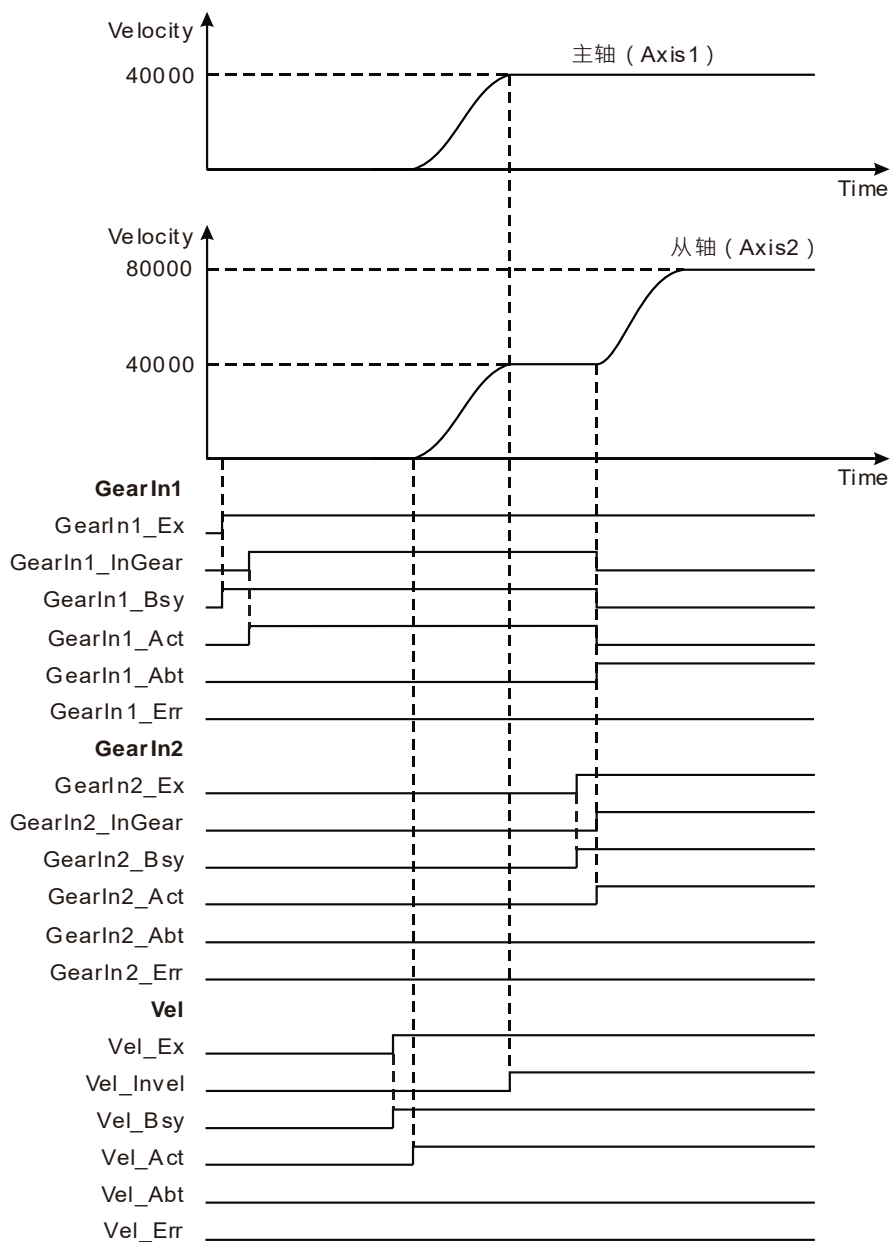 Velocity
40000
主轴（Axis1）
Time
Velocity
从轴（Axis2）
80000
40000
Time
GearIn1
GearIn1_Ex
GearIn1_InGear
GearIn1_Bsy
GearIn1_Act
GearIn1_Abt
GearIn1_Err
GearIn2
GearIn2_Ex
GearIn2_InGear
GearIn2_Bsy
GearIn2_Act
GearIn2_Abt
GearIn2_Err
Vel
Vel_Ex
Vel_Invel
Vel_Bsy
Vel_Act
Vel_Abt
Vel_Err